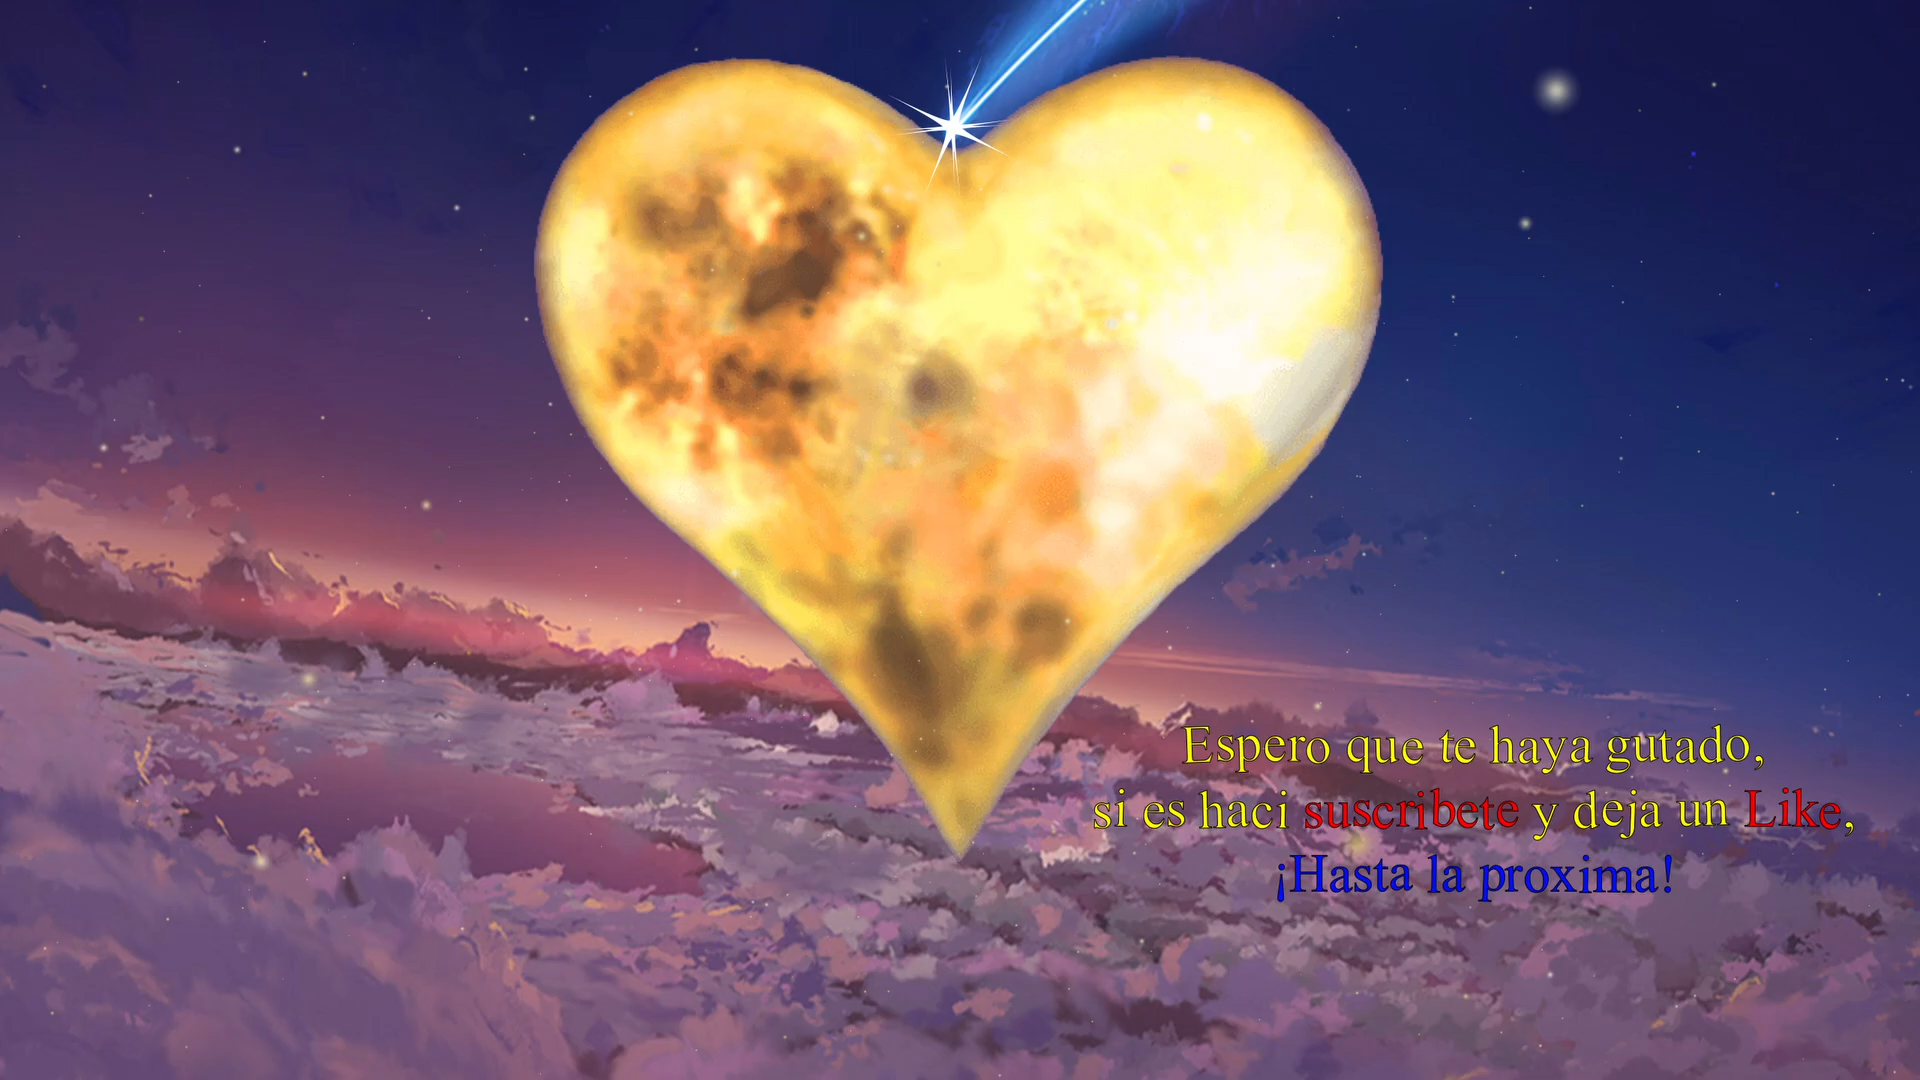 Espero que te haya gutado,
si es haci suscribete y deja un Like,
¡Hasta la proxima!